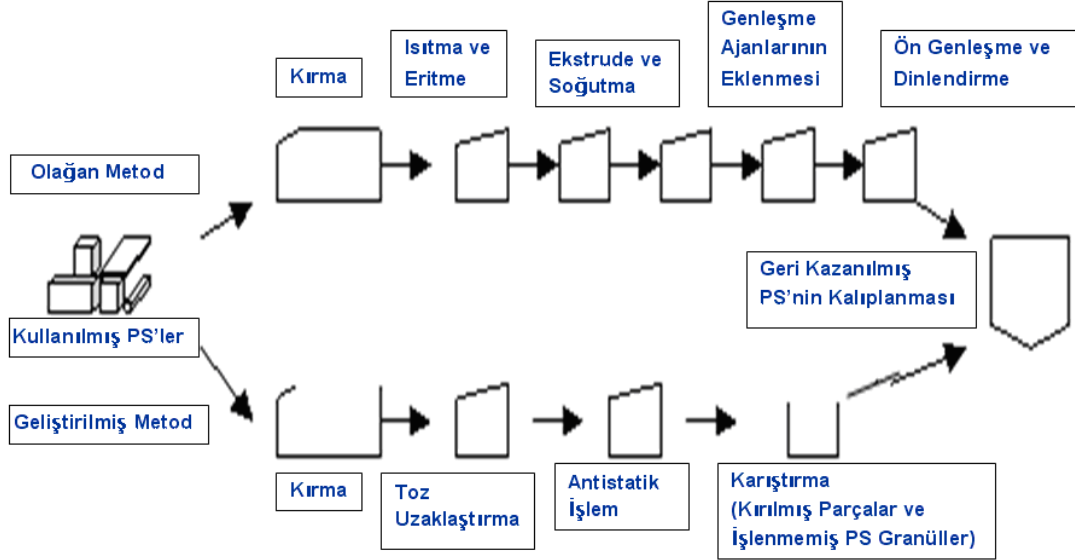 Kırma
Isıtma ve
Eritme
Ekstrude ve
Soğutma
Genleşme
Ajanlarının
Eklenmesi
Ön Genleşme ve
Dinlendirme
Olağan Metod
Kullanılmış PS'ler
Geri Kazanılmış
PS'nin Kalıplanması
Geliştirilmiş Metod
Kırma
Toz
Uzaklaştırma
Antistatik
İşlem
Karıştırma
(Kırılmış Parçalar ve
İşlenmemiş PS Granüller)